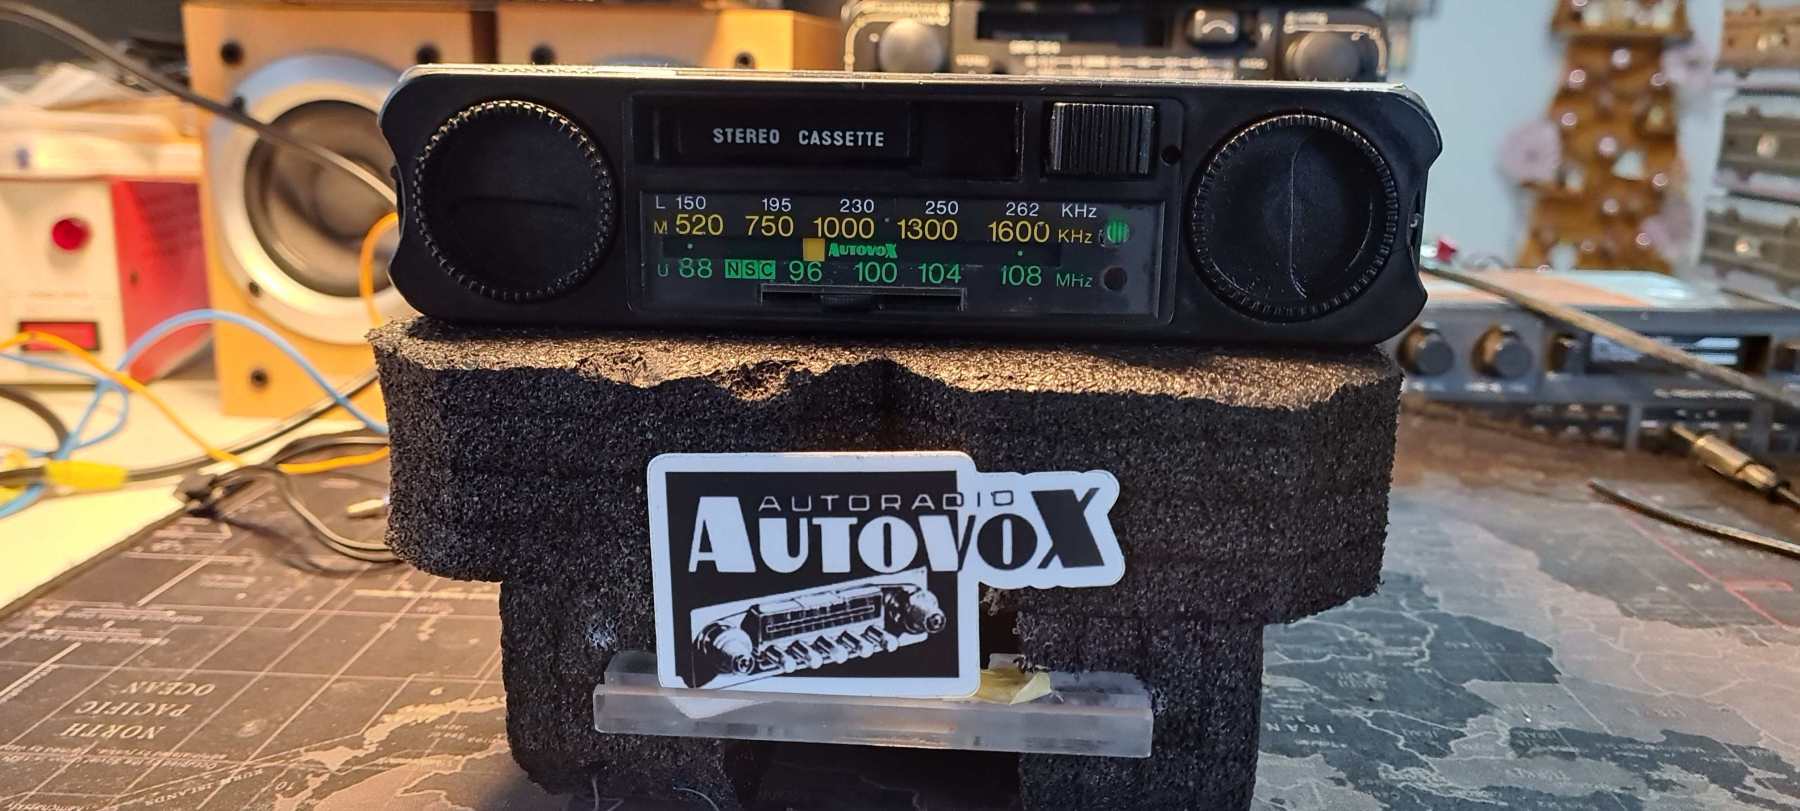 STEREO CASSETTE
L 150 195 230 250 262 KHz
M 520 750 1000 1300 1600 KHz
AUTOVOX
U 88 NSC 96 100 104 108 MHz
AUTORADIO
AUTOVOX
NORTH
PACIFIC
OCEAN
IRAN